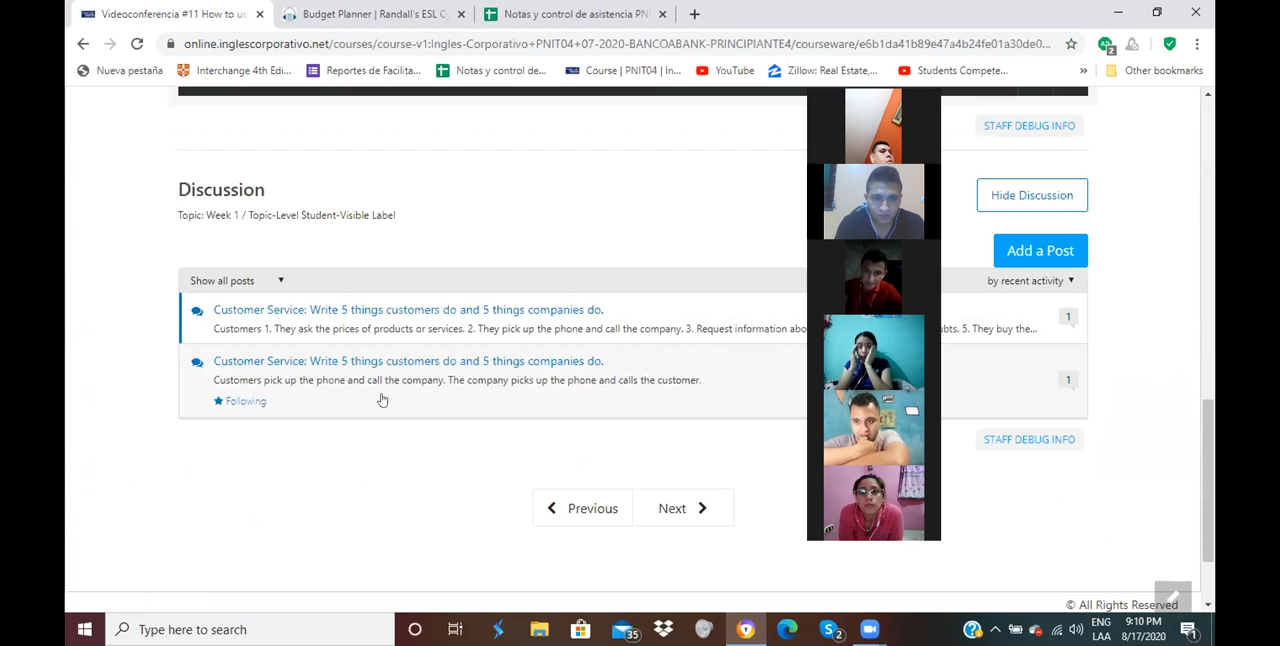 Videoconferencia #11 How to us
Budget Planner | Randall's ESL C
Notas y control de asistencia PN
online.inglescorporativo.net/courses/course-v1:Ingles-Corporativo+PNIT04+07-2020-BANCOABANK-PRINCIPIANTE4/courseware/e6b1da41b89e47a4b24fe01a30de0...
2
Nueva pestaña
Interchange 4th Edi...
Reportes de Facilita...
Notas y control de...
Course | PNIT04 | In...
YouTube
Zillow: Real Estate,...
Students Compete...
»
Other bookmarks
STAFF DEBUG INFO
Discussion
Hide Discussion
Topic: Week 1 / Topic-Level Student-Visible Label
Add a Post
Show all posts
by recent activity
Customer Service: Write 5 things customers do and 5 things companies do.
1
Customers 1. They ask the prices of products or services. 2. They pick up the phone and call the company. 3. Request information abo
bts. 5. They buy the...
Customer Service: Write 5 things customers do and 5 things companies do.
Customers pick up the phone and call the company. The company picks up the phone and calls the customer.
1
Following
STAFF DEBUG INFO
Previous
Next
© All Rights Reserved
Type here to search
35
2
ENG
LAA
9:10 PM
8/17/2020
1